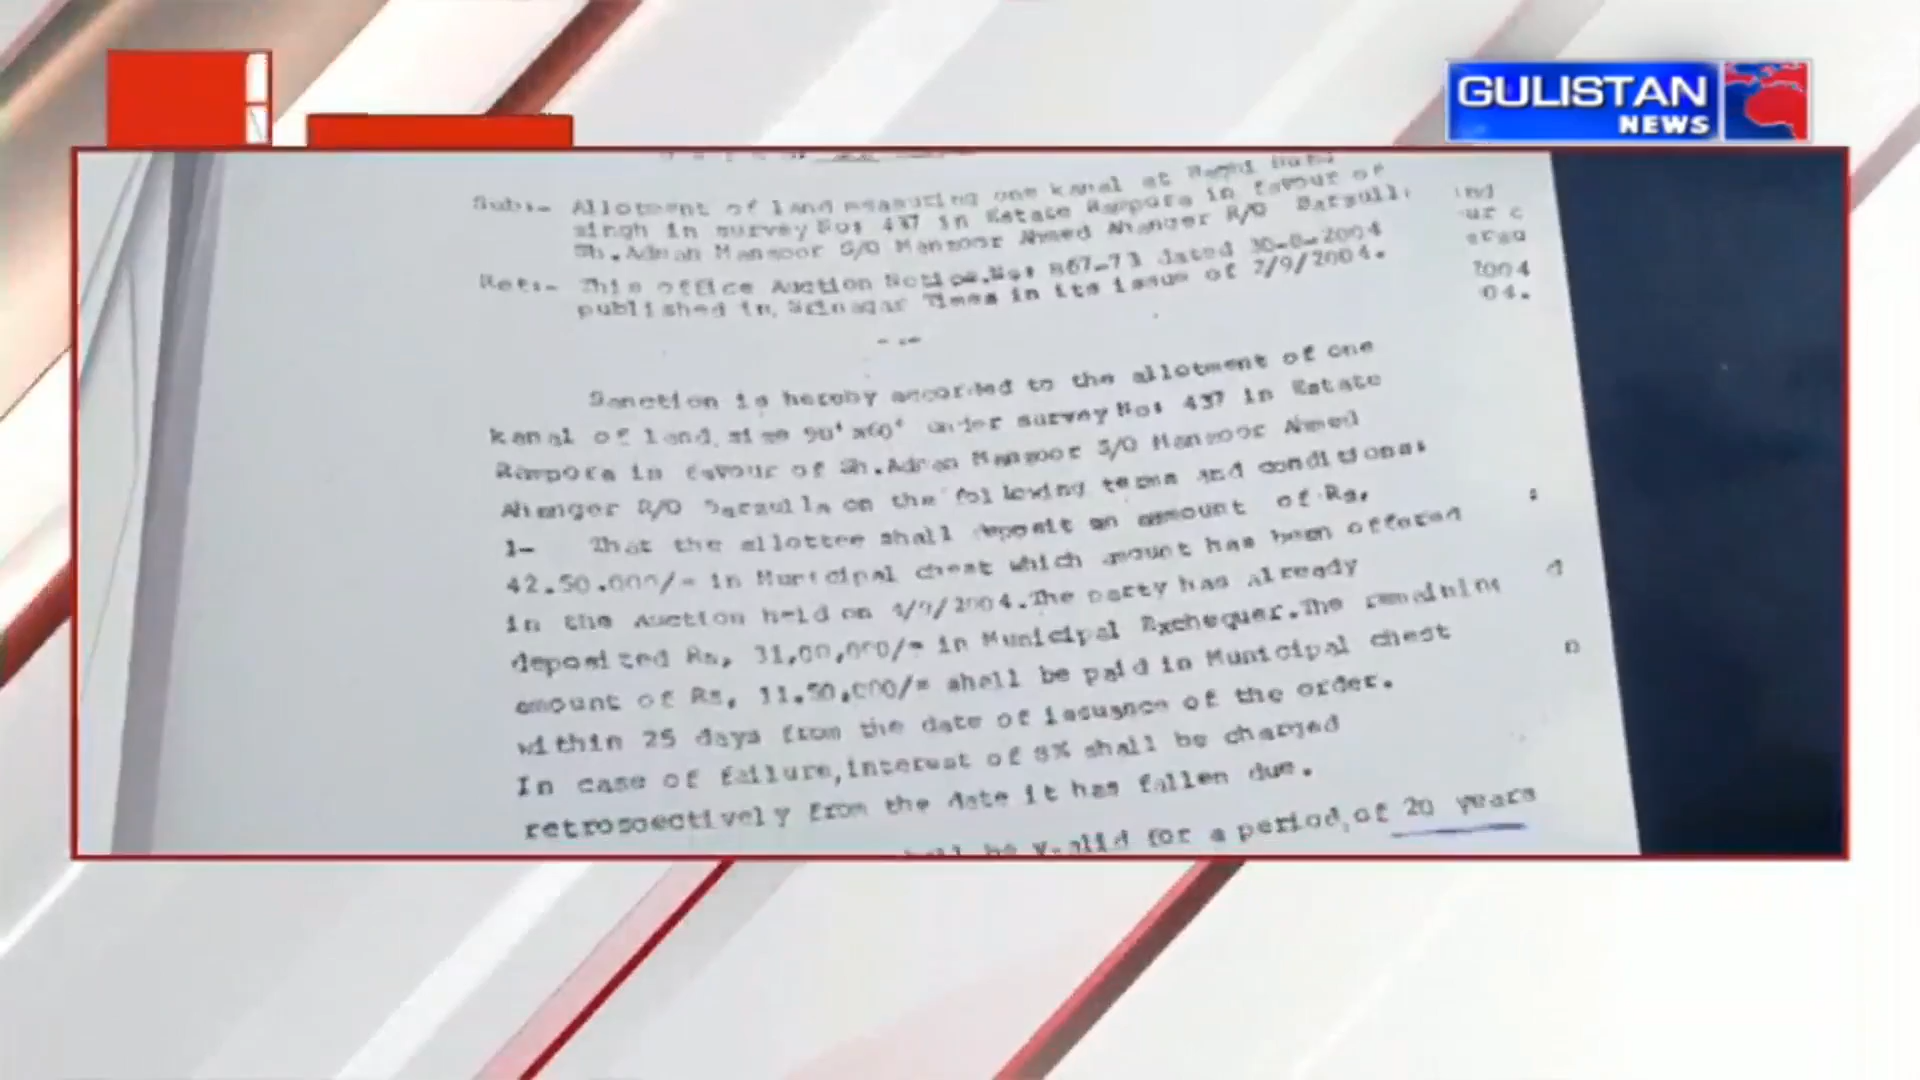 GULISTAN
NEWS
Sub:- Allotment of land measuring one kanal at
singh in survey No: 437 in Estate Rampora in favour of
Sh.Adnan Mansoor S/O Mansoor Ahmed Ahanger R/O Barzulla.
Ref:- This office Auction Notice.No: 867-73 dated 30-8-2004
published in, Srinagar Times in its issue of 2/9/2004.
2004
04.
Sanction is hereby accorded to the allotment of one
kanal of land, size 90'x60' under survey No: 437 in Estate
Rampora in favour of Sh.Adnan Mansoor S/O Mansoor Ahmed
Ahanger R/O Barzulla on the following terms and conditions:
1- That the allottee shall deposit an amount of Rs.
42.50.000/= in Municipal chest which amount has been offered
in the Auction held on 4/9/2004.The party has already
deposited Rs, 31,00,000/= in Municipal Exchequer.The remaining
amount of Rs, 11.50,000/= shall be paid in Municipal chest
within 25 days from the date of issuance of the order.
In case of failure,interest of 8% shall be charged
retrospectively from the date it has fallen due.
shall be valid for a period,of 20 years